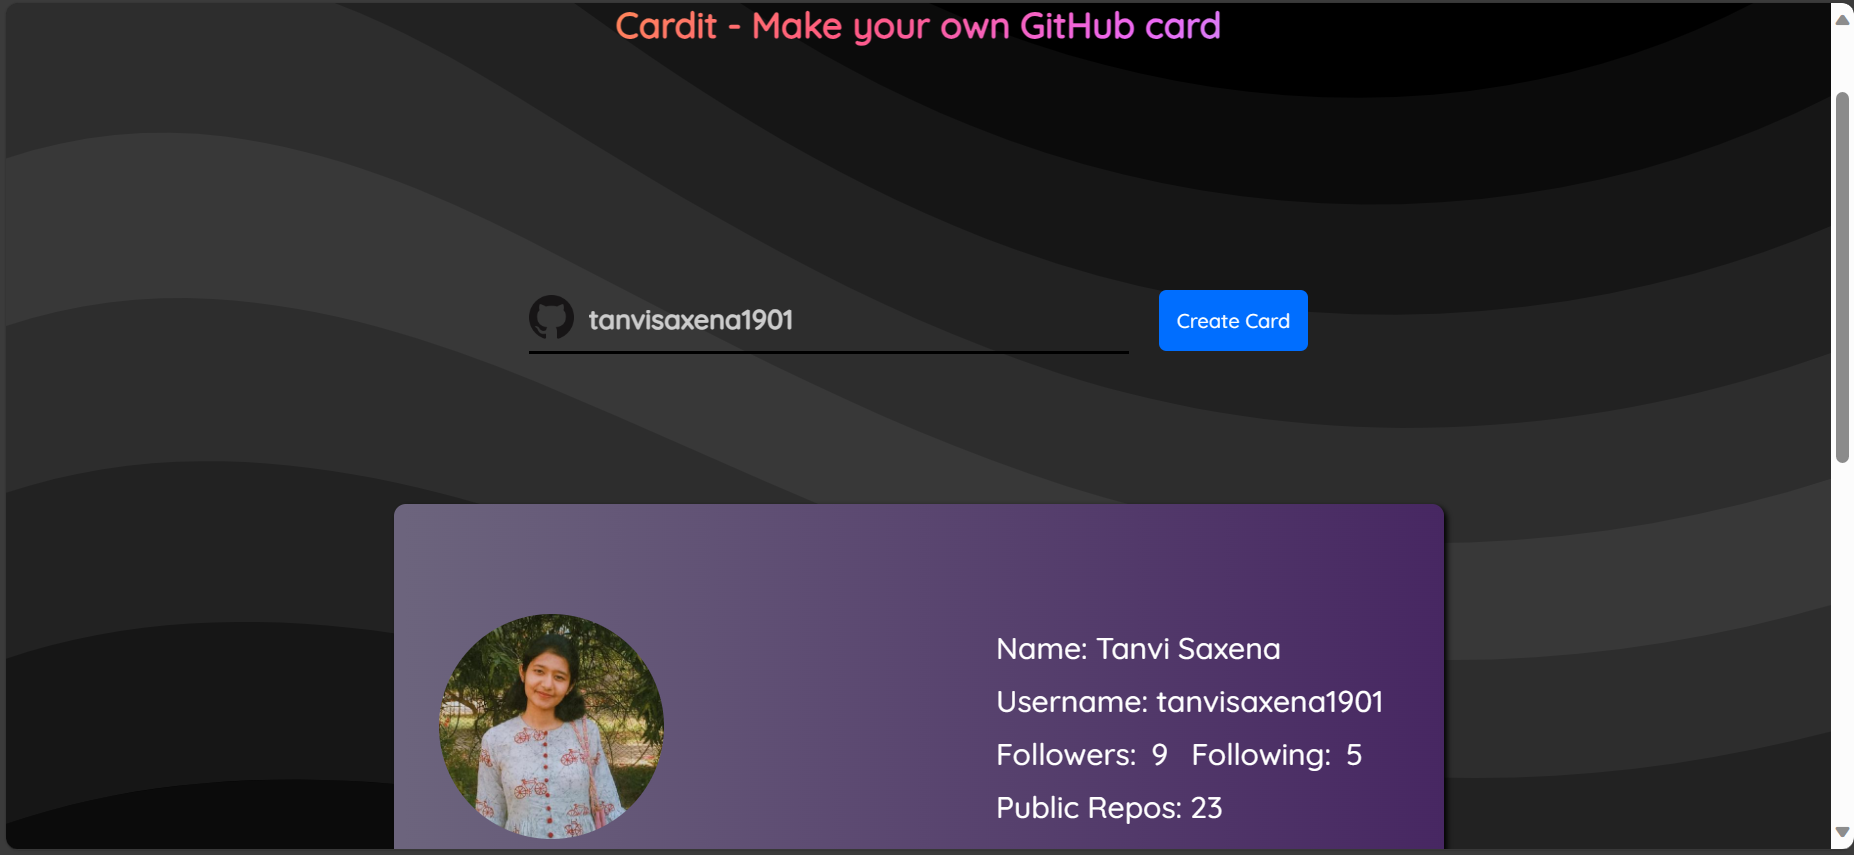 Cardit - Make your own GitHub card
tanvisaxena1901
Create Card
Name: Tanvi Saxena
Username: tanvisaxena1901
Followers: 9 Following: 5
Public Repos: 23